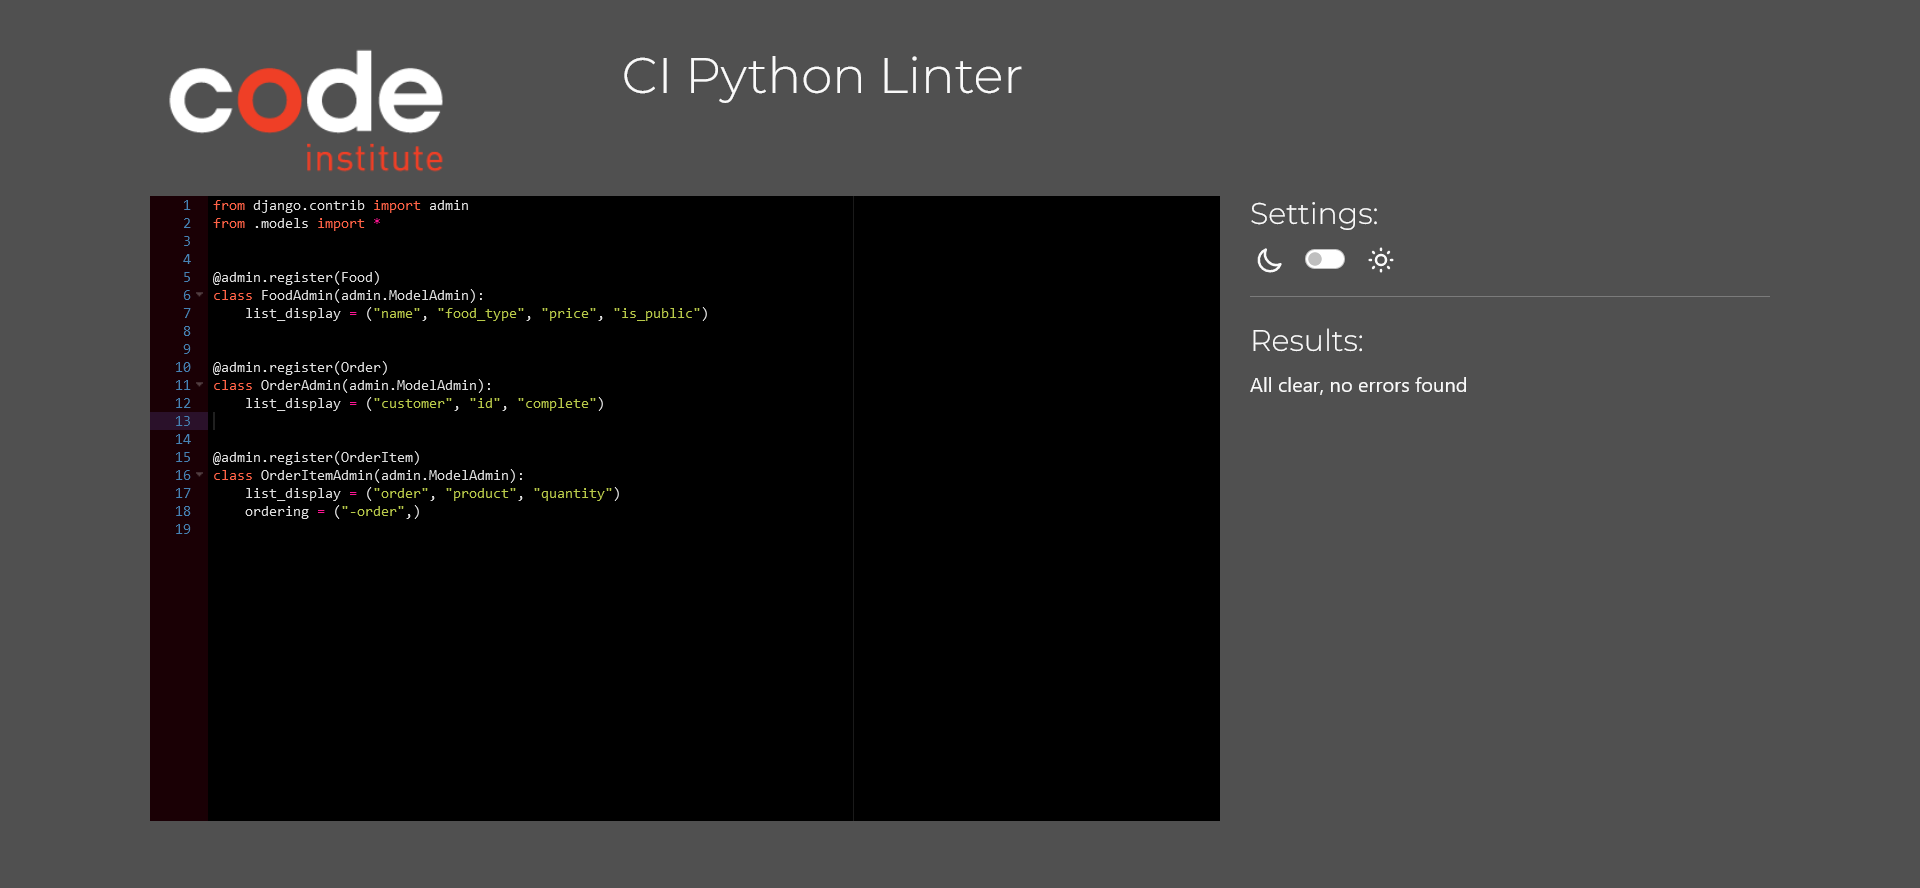 code
institute
CI Python Linter
1 from django.contrib import admin
2 from .models import *
3
4
5 @admin.register(Food)
6 class FoodAdmin(admin.ModelAdmin):
7     list_display = ("name", "food_type", "price", "is_public")
8
9
10 @admin.register(Order)
11 class OrderAdmin(admin.ModelAdmin):
12     list_display = ("customer", "id", "complete")
13
14
15 @admin.register(OrderItem)
16 class OrderItemAdmin(admin.ModelAdmin):
17     list_display = ("order", "product", "quantity")
18     ordering = ("-order",)
19
Settings:
Results:
All clear, no errors found